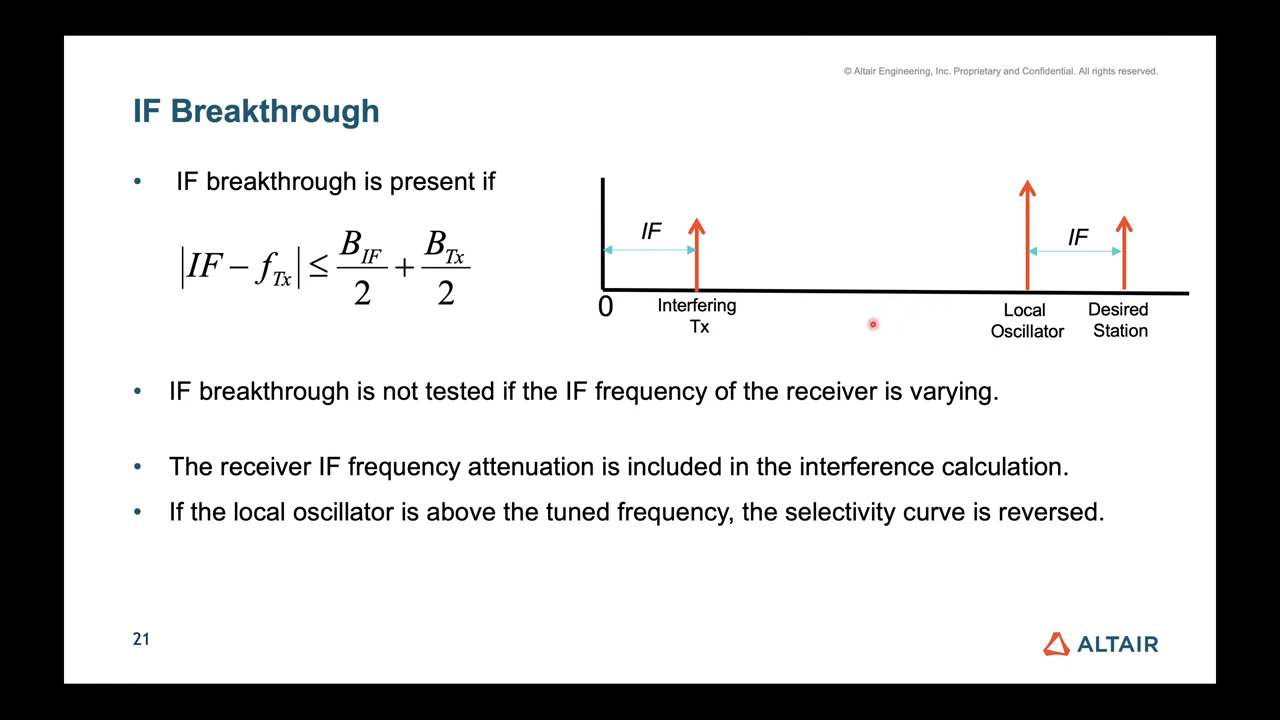 © Altair Engineering, Inc. Proprietary and Confidential. All rights reserved.
IF Breakthrough
• IF breakthrough is present if
|IF − f_Tx| ≤ B_IF/2 + B_Tx/2
IF
IF
0
Interfering
Tx
Local
Oscillator
Desired
Station
• IF breakthrough is not tested if the IF frequency of the receiver is varying.
• The receiver IF frequency attenuation is included in the interference calculation.
• If the local oscillator is above the tuned frequency, the selectivity curve is reversed.
21
ALTAIR